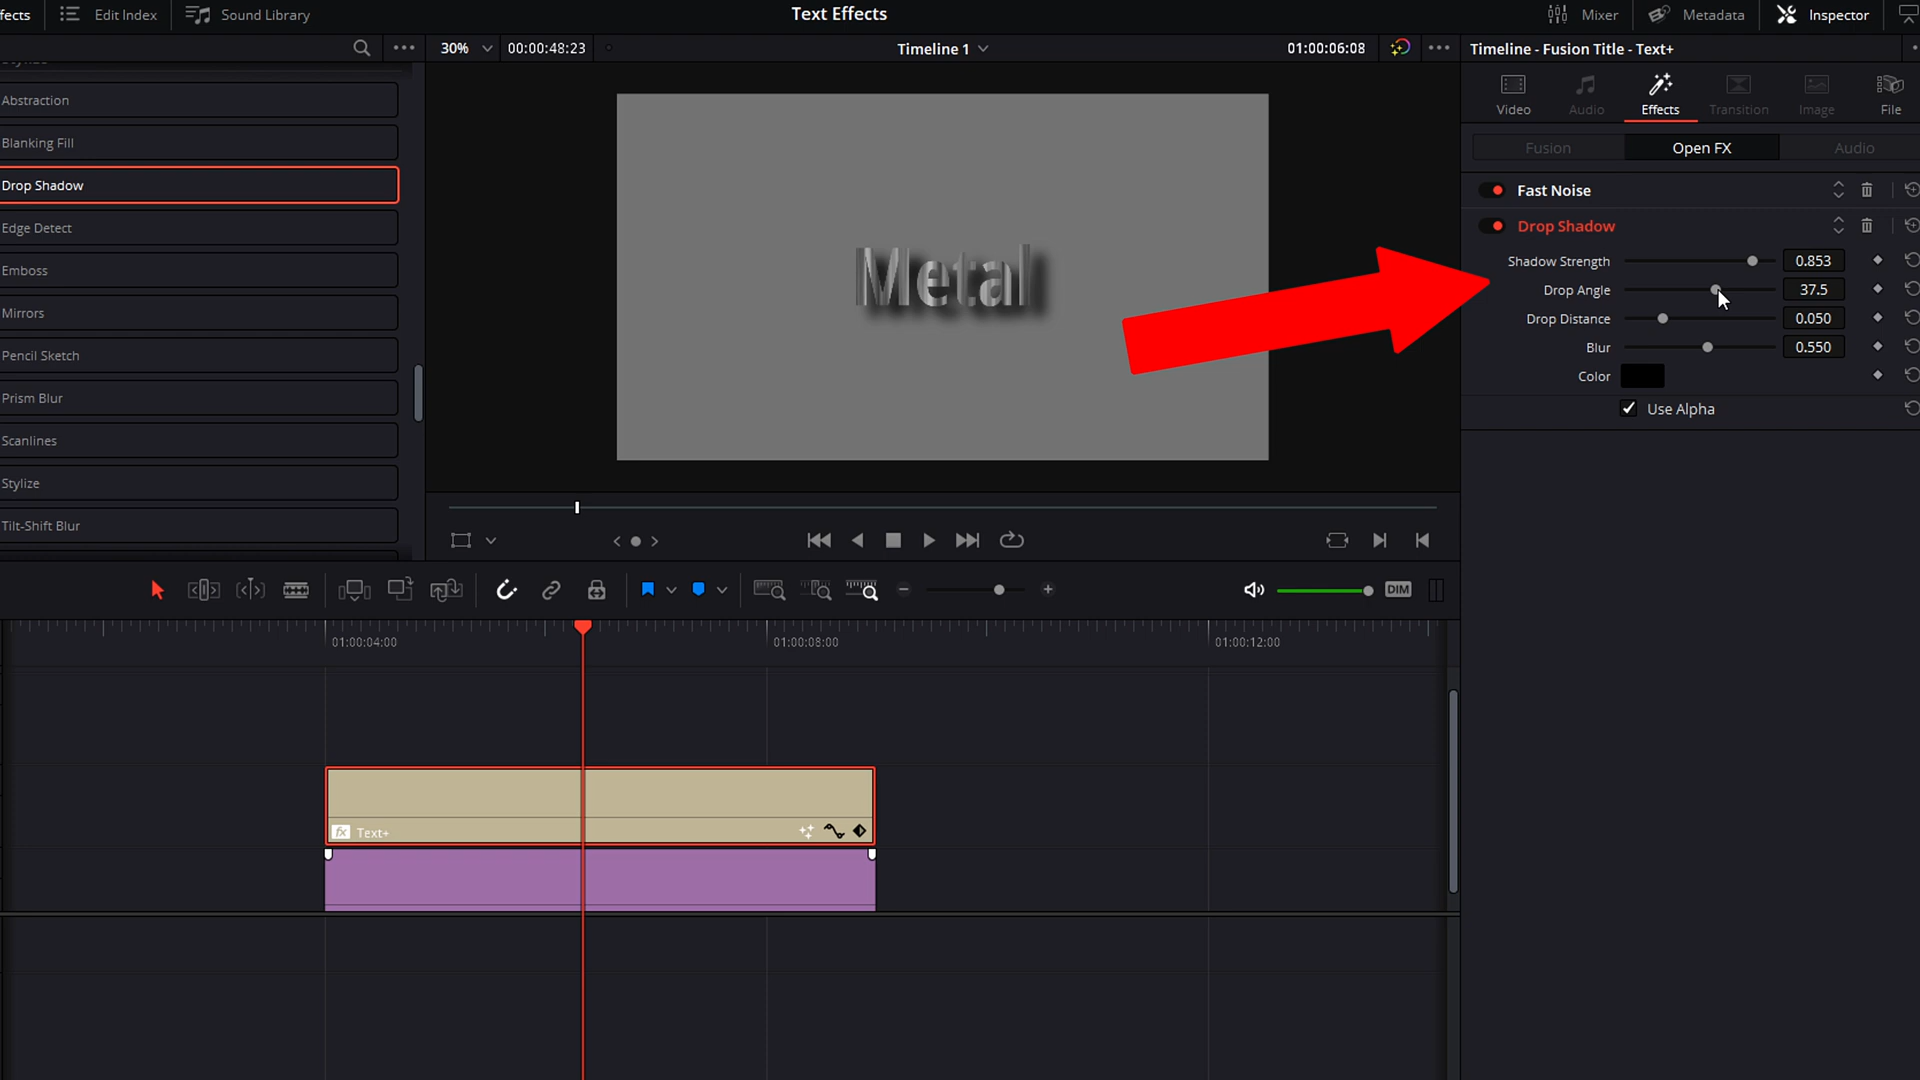 ffects
Edit Index
Sound Library
Text Effects
Mixer
Metadata
Inspector
30%
00:00:48:23
Timeline 1
01:00:06:08
Timeline - Fusion Title - Text+
Abstraction
Blanking Fill
Drop Shadow
Edge Detect
Emboss
Mirrors
Pencil Sketch
Prism Blur
Scanlines
Stylize
Tilt-Shift Blur
Metal
Video
Audio
Effects
Transition
Image
File
Fusion
Open FX
Audio
Fast Noise
Drop Shadow
Shadow Strength 0.853
Drop Angle 37.5
Drop Distance 0.050
Blur 0.550
Color
Use Alpha
DIM
01:00:04:00
01:00:08:00
01:00:12:00
fx Text+